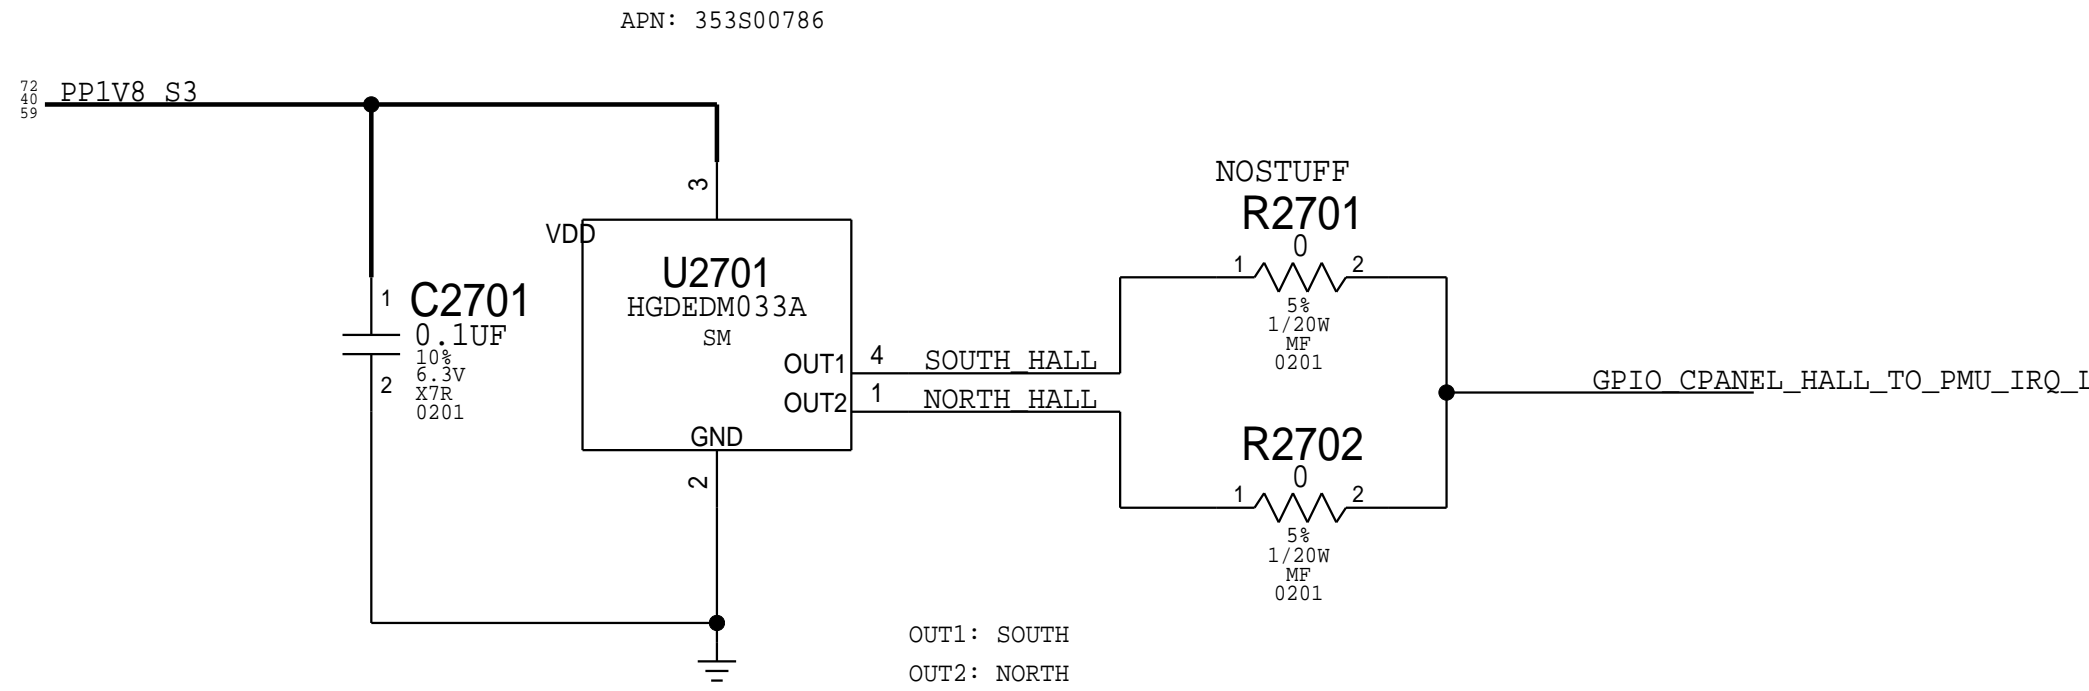 APN: 353S00786
72
40
59
PP1V8_S3
3
VDD
U2701
HGDEDM033A
SM
OUT1
4
SOUTH_HALL
OUT2
1
NORTH_HALL
GND
2
1
C2701
0.1UF
10%
6.3V
X7R
0201
2
NOSTUFF
R2701
0
1
2
5%
1/20W
MF
0201
GPIO_CPANEL_HALL_TO_PMU_IRQ_L
R2702
0
1
2
5%
1/20W
MF
0201
OUT1: SOUTH
OUT2: NORTH